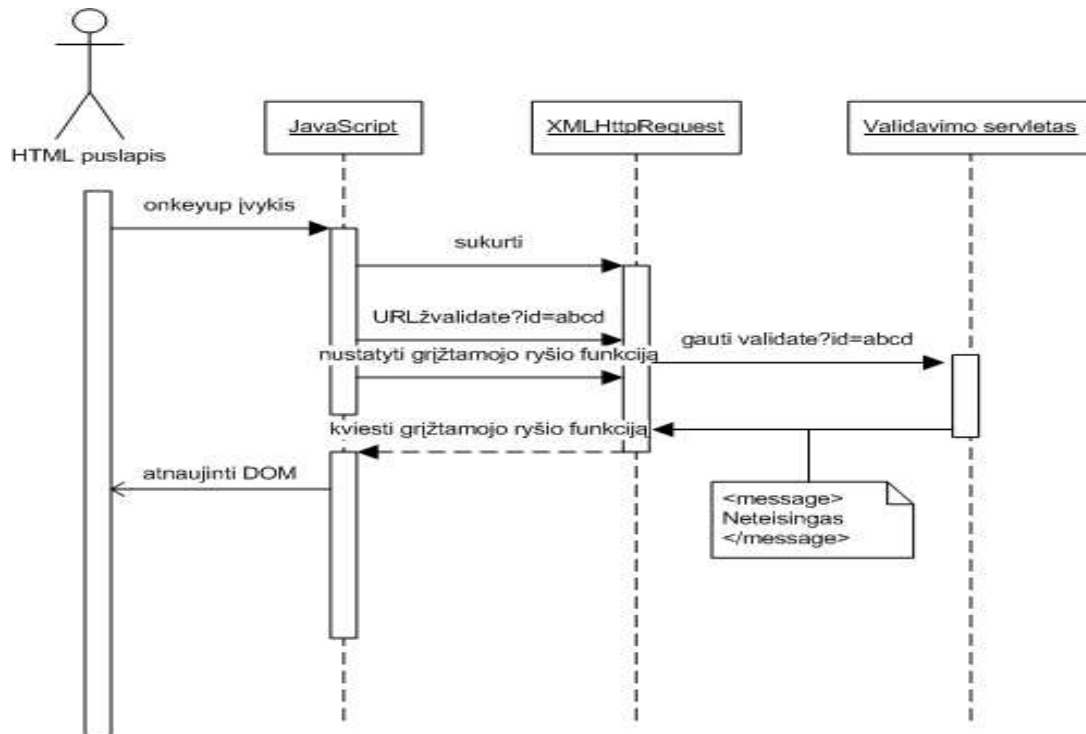 HTML puslapis
JavaScript
XMLHttpRequest
Validavimo servletas
onkeyup įvykis
sukurti
URLžvalidate?id=abcd
gauti validate?id=abcd
nustatyti grįžtamojo ryšio funkciją
kviesti grįžtamojo ryšio funkciją
atnaujinti DOM
<message>
Neteisingas
</message>